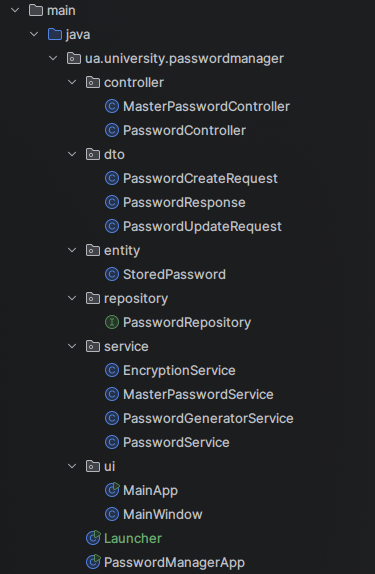 main
java
ua.university.passwordmanager
controller
MasterPasswordController
PasswordController
dto
PasswordCreateRequest
PasswordResponse
PasswordUpdateRequest
entity
StoredPassword
repository
PasswordRepository
service
EncryptionService
MasterPasswordService
PasswordGeneratorService
PasswordService
ui
MainApp
MainWindow
Launcher
PasswordManagerApp